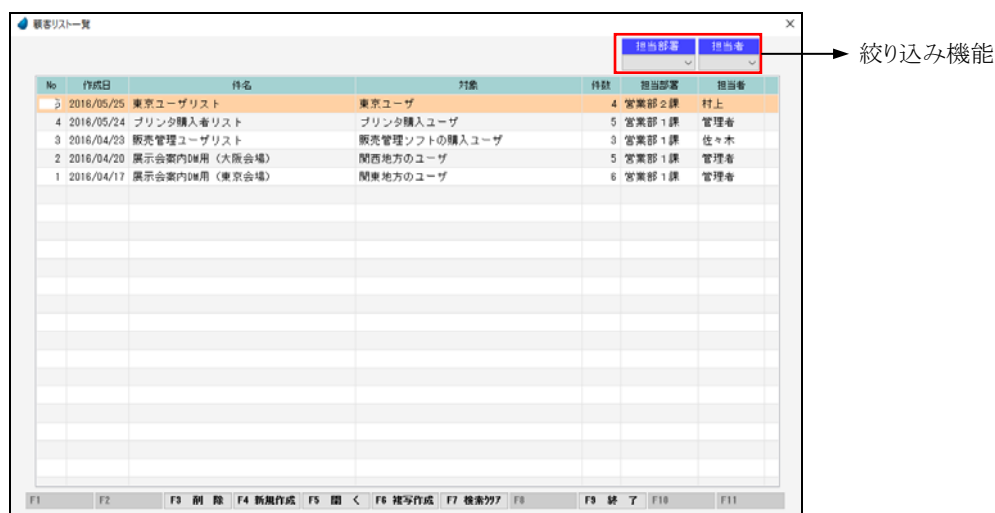 顧客リスト一覧
担当部署 担当者
絞り込み機能
No 作成日 件名 対象 件数 担当部署 担当者
5 2016/05/25 東京ユーザリスト 東京ユーザ 4 営業部2課 村上
4 2016/05/24 プリンタ購入者リスト プリンタ購入ユーザ 5 営業部1課 管理者
3 2016/04/23 販売管理ユーザリスト 販売管理ソフトの購入ユーザ 3 営業部1課 佐々木
2 2016/04/20 展示会案内DM用（大阪会場） 関西地方のユーザ 5 営業部1課 管理者
1 2016/04/17 展示会案内DM用（東京会場） 関東地方のユーザ 6 営業部1課 管理者
F1 F2 F3 削 除 F4 新規作成 F5 開 く F6 複写作成 F7 検索ｸﾘｱ F8 F9 終 了 F10 F11